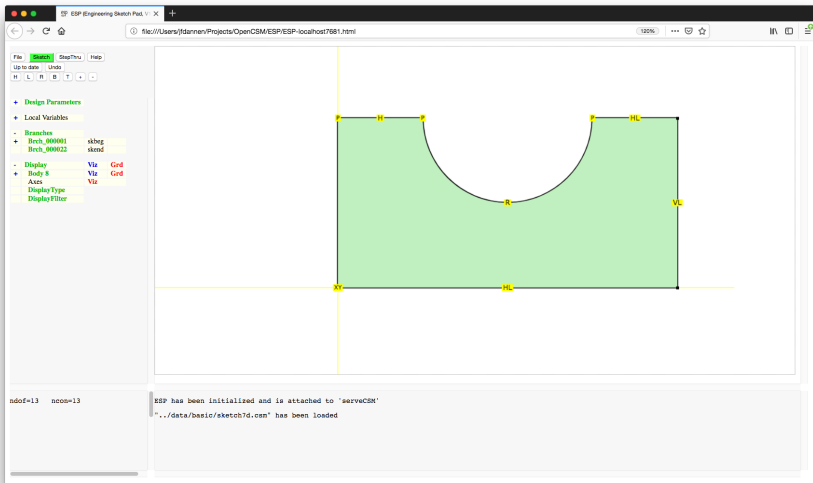 ESP (Engineering Sketch Pad, V
file:///Users/jfdannen/Projects/OpenCSM/ESP/ESP-localhost7681.html
120%
File Sketch StepThru Help
Up to date Undo
H L R B T + -
+ Design Parameters
+ Local Variables
- Branches
+ Brch_000001 skbeg
Brch_000022 skend
- Display Viz Grd
+ Body 8 Viz Grd
Axes Viz
DisplayType
DisplayFilter
P H P P HL
R VL
XY HL
ndof=13 ncon=13
ESP has been initialized and is attached to 'serveCSM'
"../data/basic/sketch7d.csm" has been loaded